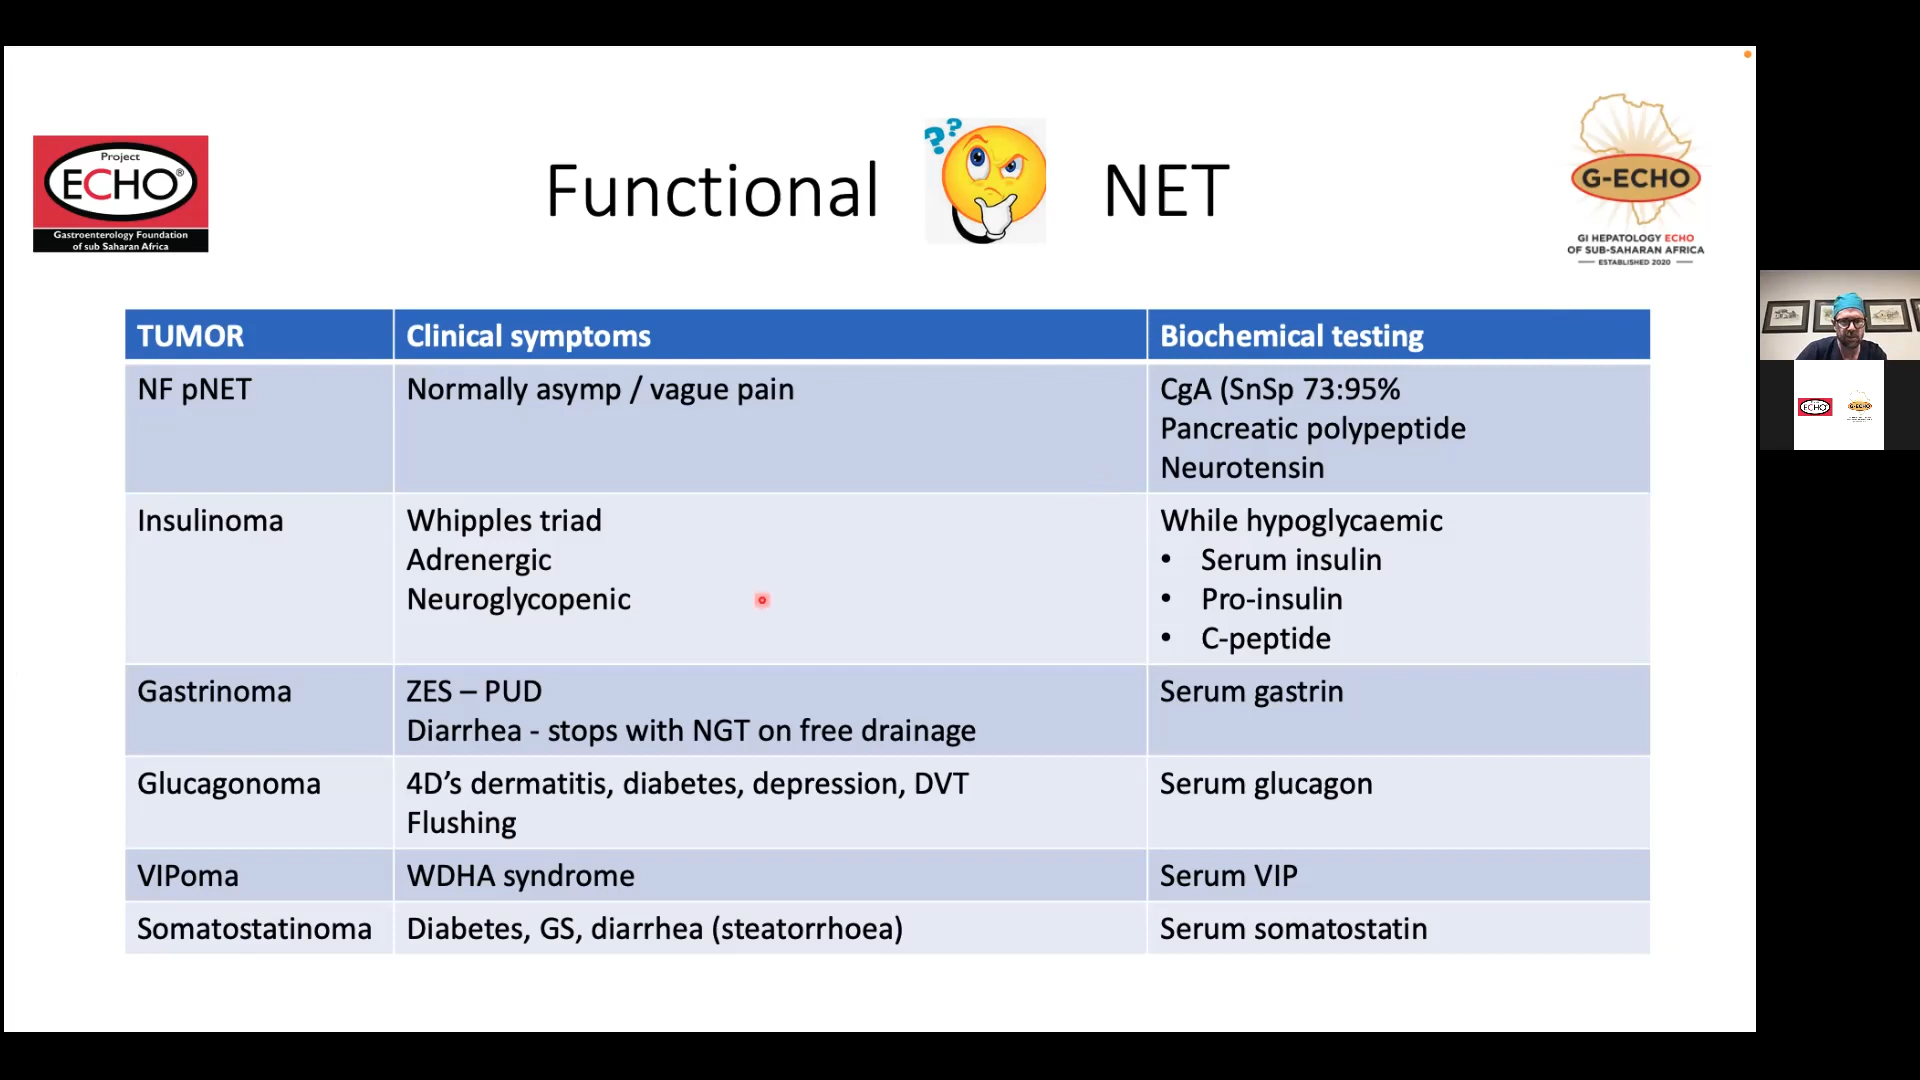 Project
ECHO®
Gastroenterology Foundation
of sub Saharan Africa
Functional
??
NET
G-ECHO
GI HEPATOLOGY ECHO
OF SUB-SAHARAN AFRICA
ESTABLISHED 2020
TUMOR
Clinical symptoms
Biochemical testing
NF pNET
Normally asymp / vague pain
CgA (SnSp 73:95%
Pancreatic polypeptide
Neurotensin
Insulinoma
Whipples triad
Adrenergic
Neuroglycopenic
While hypoglycaemic
• Serum insulin
• Pro-insulin
• C-peptide
Gastrinoma
ZES – PUD
Diarrhea - stops with NGT on free drainage
Serum gastrin
Glucagonoma
4D’s dermatitis, diabetes, depression, DVT
Flushing
Serum glucagon
VIPoma
WDHA syndrome
Serum VIP
Somatostatinoma
Diabetes, GS, diarrhea (steatorrhoea)
Serum somatostatin
ECHO
G-ECHO